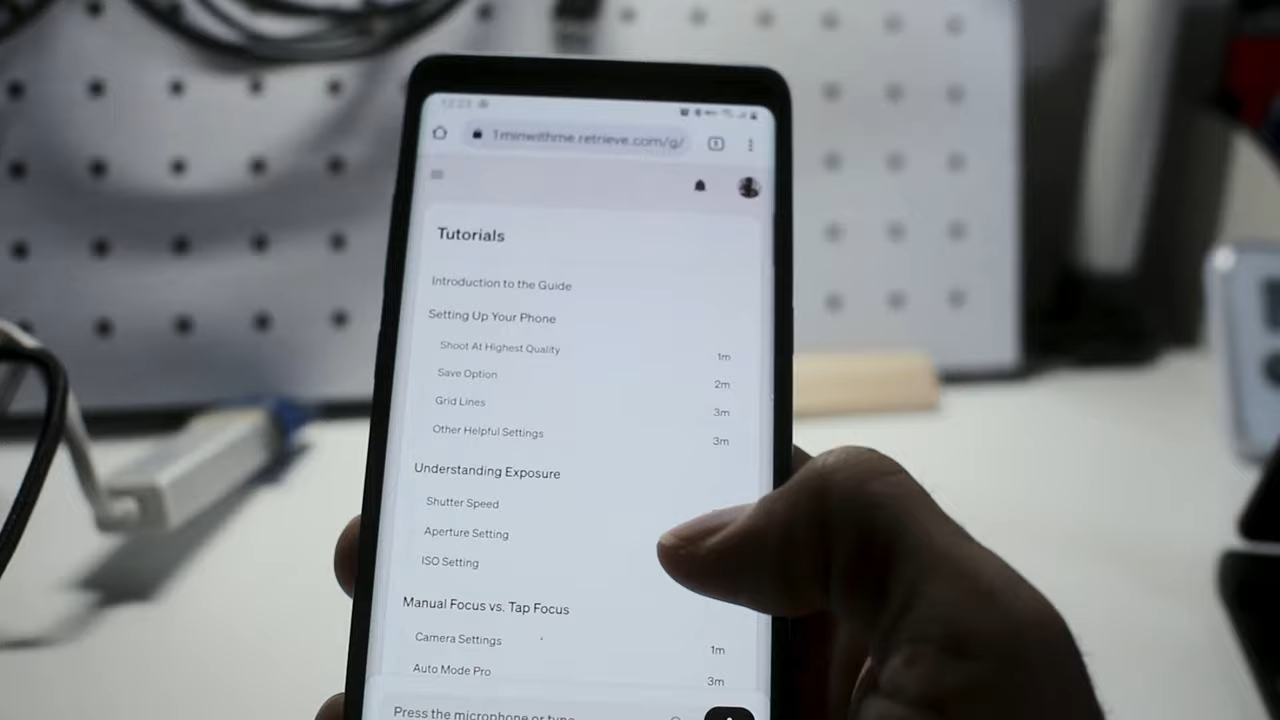 12:23
1minwithme.retrieve.com/g/
Tutorials
Introduction to the Guide
Setting Up Your Phone
Shoot At Highest Quality 1m
Save Option 2m
Grid Lines 3m
Other Helpful Settings 3m
Understanding Exposure
Shutter Speed
Aperture Setting
ISO Setting
Manual Focus vs. Tap Focus
Camera Settings 1m
Auto Mode Pro 3m
Press the microphone or type